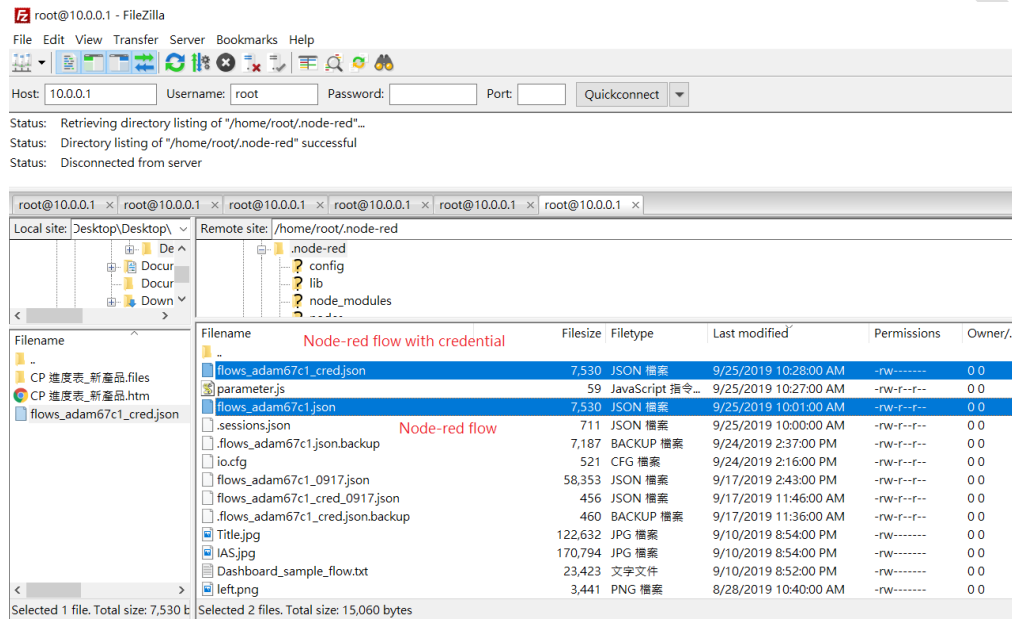 root@10.0.0.1 - FileZilla
File Edit View Transfer Server Bookmarks Help
Host: 10.0.0.1 Username: root Password: Port: Quickconnect
Status: Retrieving directory listing of "/home/root/.node-red"...
Status: Directory listing of "/home/root/.node-red" successful
Status: Disconnected from server
root@10.0.0.1 × root@10.0.0.1 × root@10.0.0.1 × root@10.0.0.1 × root@10.0.0.1 × root@10.0.0.1 ×
Local site: Desktop\Desktop\ Remote site: /home/root/.node-red
De
Docur
Docur
Down
.node-red
config
lib
node_modules
Filename
..
CP 進度表_新產品.files
CP 進度表_新產品.htm
flows_adam67c1_cred.json
Filename Filesize Filetype Last modified Permissions Owner/.
Node-red flow with credential
..
flows_adam67c1_cred.json 7,530 JSON 檔案 9/25/2019 10:28:00 AM -rw------- 0 0
parameter.js 59 JavaScript 指令... 9/25/2019 10:27:00 AM -rw-r--r-- 0 0
flows_adam67c1.json 7,530 JSON 檔案 9/25/2019 10:01:00 AM -rw-r--r-- 0 0
.sessions.json 711 JSON 檔案 9/25/2019 10:00:00 AM -rw-r--r-- 0 0
Node-red flow
.flows_adam67c1.json.backup 7,187 BACKUP 檔案 9/24/2019 2:37:00 PM -rw-r--r-- 0 0
io.cfg 521 CFG 檔案 9/24/2019 2:16:00 PM -rw-r--r-- 0 0
flows_adam67c1_0917.json 58,353 JSON 檔案 9/17/2019 2:43:00 PM -rw-r--r-- 0 0
flows_adam67c1_cred_0917.json 456 JSON 檔案 9/17/2019 11:46:00 AM -rw-r--r-- 0 0
.flows_adam67c1_cred.json.backup 460 BACKUP 檔案 9/17/2019 11:36:00 AM -rw-r--r-- 0 0
Title.jpg 122,632 JPG 檔案 9/10/2019 8:54:00 PM -rw------- 0 0
IAS.jpg 170,794 JPG 檔案 9/10/2019 8:54:00 PM -rw------- 0 0
Dashboard_sample_flow.txt 23,423 文字文件 9/10/2019 8:52:00 PM -rw------- 0 0
left.png 3,441 PNG 檔案 8/28/2019 10:40:00 AM -rw------- 0 0
Selected 1 file. Total size: 7,530 b
Selected 2 files. Total size: 15,060 bytes